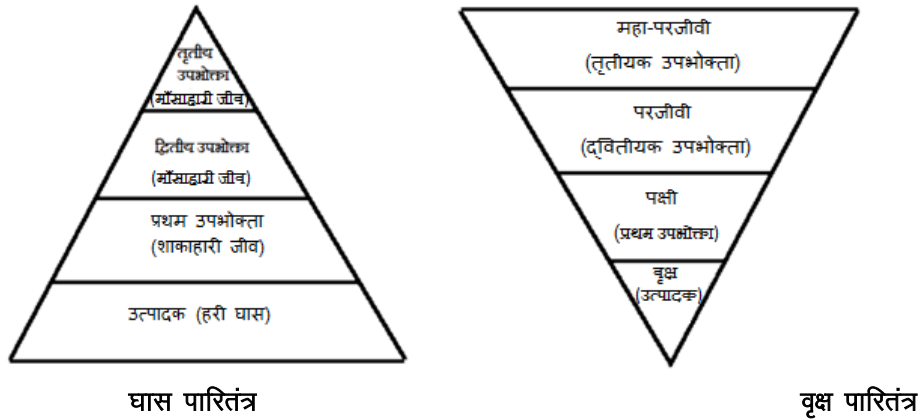 तृतीय
उपभोक्ता
(माँसाहारी जीव)
द्वितीय उपभोक्ता
(माँसाहारी जीव)
प्रथम उपभोक्ता
(शाकाहारी जीव)
उत्पादक (हरी घास)
घास पारितंत्र
महा-परजीवी
(तृतीयक उपभोक्ता)
परजीवी
(द्वितीयक उपभोक्ता)
पक्षी
(प्रथम उपभोक्ता)
बृक्ष
(उत्पादक)
वृक्ष पारितंत्र